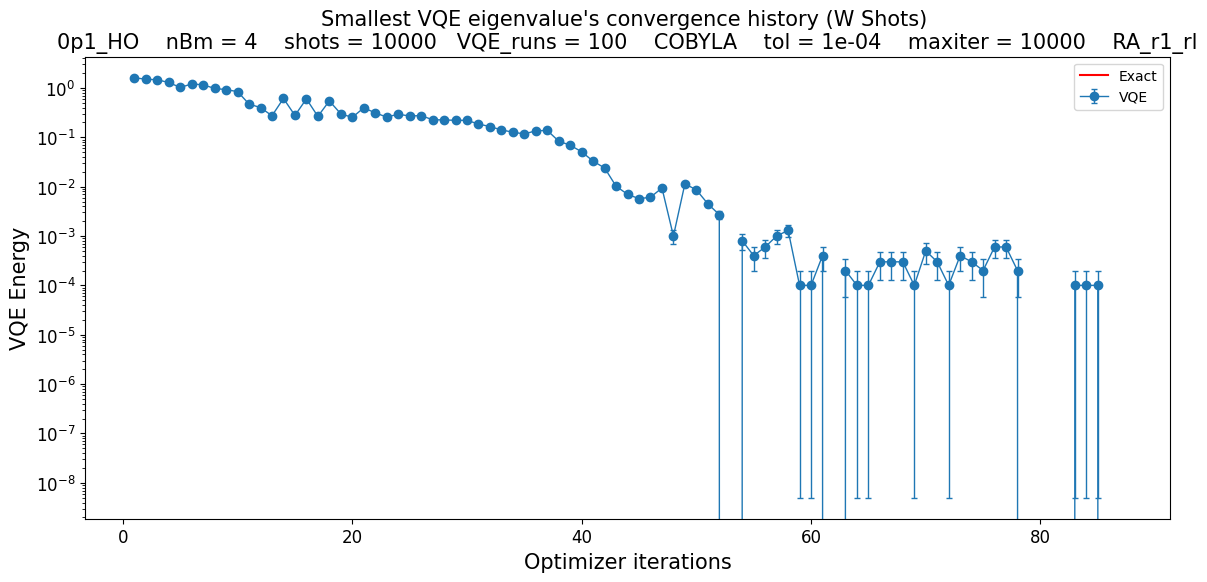 Smallest VQE eigenvalue's convergence history (W Shots)
0p1_HO    nBm = 4    shots = 10000   VQE_runs = 100    COBYLA    tol = 1e-04    maxiter = 10000    RA_r1_rl
Exact
VQE
10⁰
10⁻¹
10⁻²
10⁻³
10⁻⁴
10⁻⁵
10⁻⁶
10⁻⁷
10⁻⁸
VQE Energy
0 20 40 60 80
Optimizer iterations